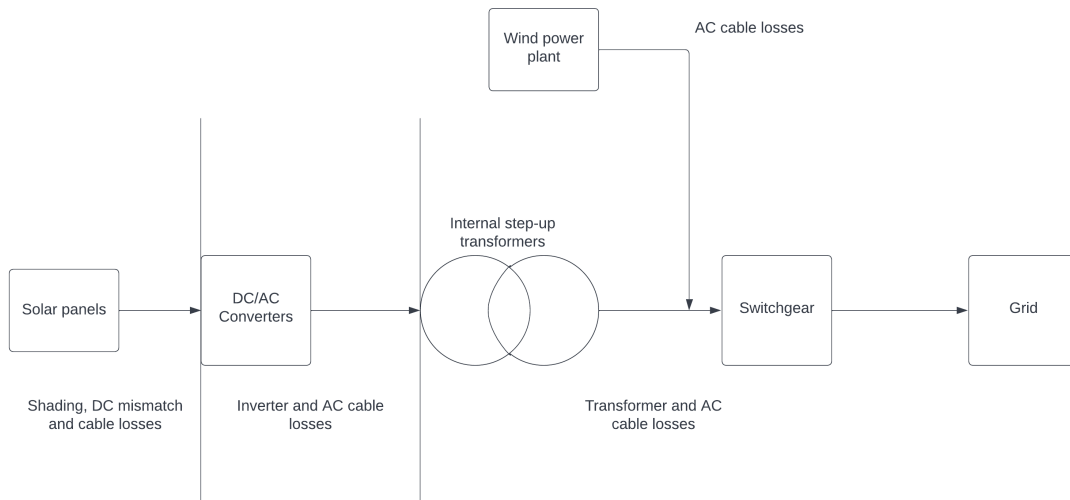 Wind power
plant
AC cable losses
Internal step-up
transformers
Solar panels
DC/AC
Converters
Switchgear
Grid
Shading, DC mismatch
and cable losses
Inverter and AC cable
losses
Transformer and AC
cable losses